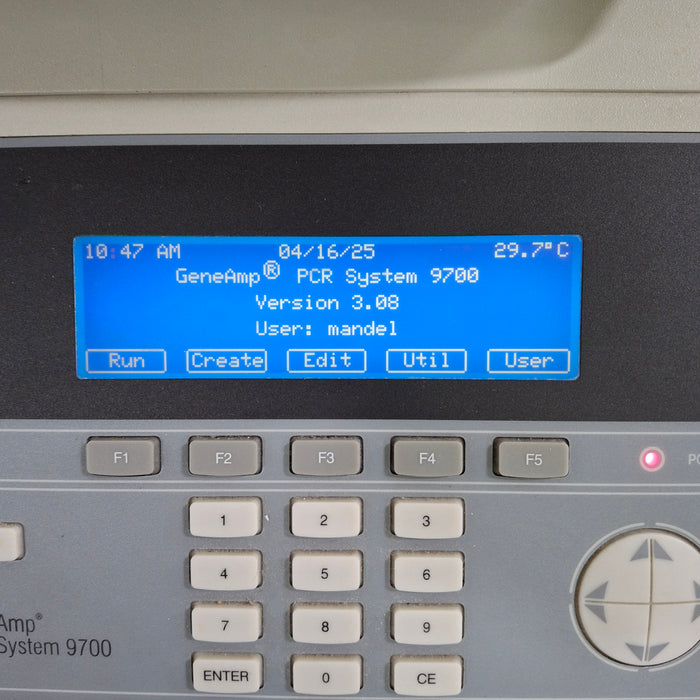 10:47 AM 04/16/25 29.7°C
GeneAmp® PCR System 9700
Version 3.08
User: mandel
Run Create Edit Util User
F1 F2 F3 F4 F5
1 2 3
4 5 6
7 8 9
ENTER 0 CE
Amp®
System 9700